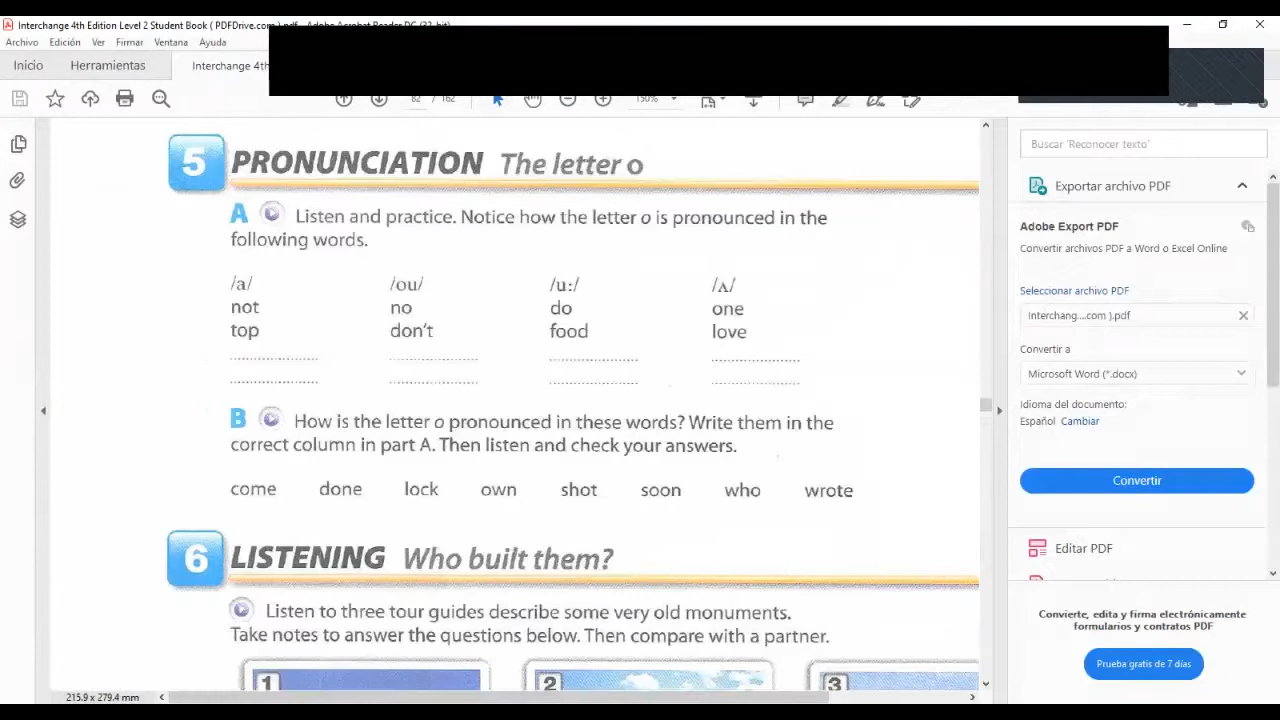 Interchange 4th Edition Level 2 Student Book ( PDFDrive.com ).pdf - Adobe Acrobat Reader DC (32-bit)
Archivo Edición Ver Firmar Ventana Ayuda
Inicio Herramientas Interchange 4th
82 / 162 150%
5 PRONUNCIATION The letter o
A Listen and practice. Notice how the letter o is pronounced in the
following words.
/a/ /ou/ /u:/ /ʌ/
not no do one
top don't food love
B How is the letter o pronounced in these words? Write them in the
correct column in part A. Then listen and check your answers.
come done lock own shot soon who wrote
6 LISTENING Who built them?
Listen to three tour guides describe some very old monuments.
Take notes to answer the questions below. Then compare with a partner.
1 2 3
215.9 x 279.4 mm
Buscar 'Reconocer texto'
Exportar archivo PDF
Adobe Export PDF
Convertir archivos PDF a Word o Excel Online
Seleccionar archivo PDF
Interchang....com ).pdf
Convertir a
Microsoft Word (*.docx)
Idioma del documento:
Español Cambiar
Convertir
Editar PDF
Convierte, edita y firma electrónicamente
formularios y contratos PDF
Prueba gratis de 7 días